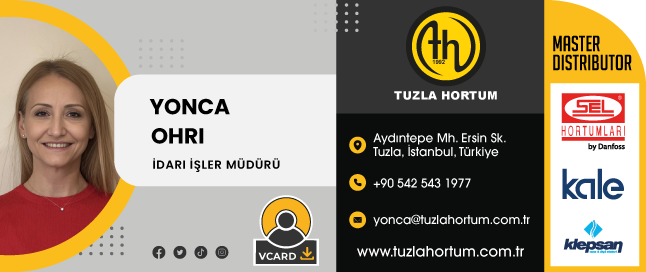 YONCA
OHRI
İDARI İŞLER MÜDÜRÜ
VCARD
th
1992
TUZLA HORTUM
Aydıntepe Mh. Ersin Sk.
Tuzla, İstanbul, Türkiye
+90 542 543 1977
yonca@tuzlahortum.com.tr
www.tuzlahortum.com.tr
MASTER
DISTRIBUTOR
SEL
HORTUMLARI
by Danfoss
kale
klepsan